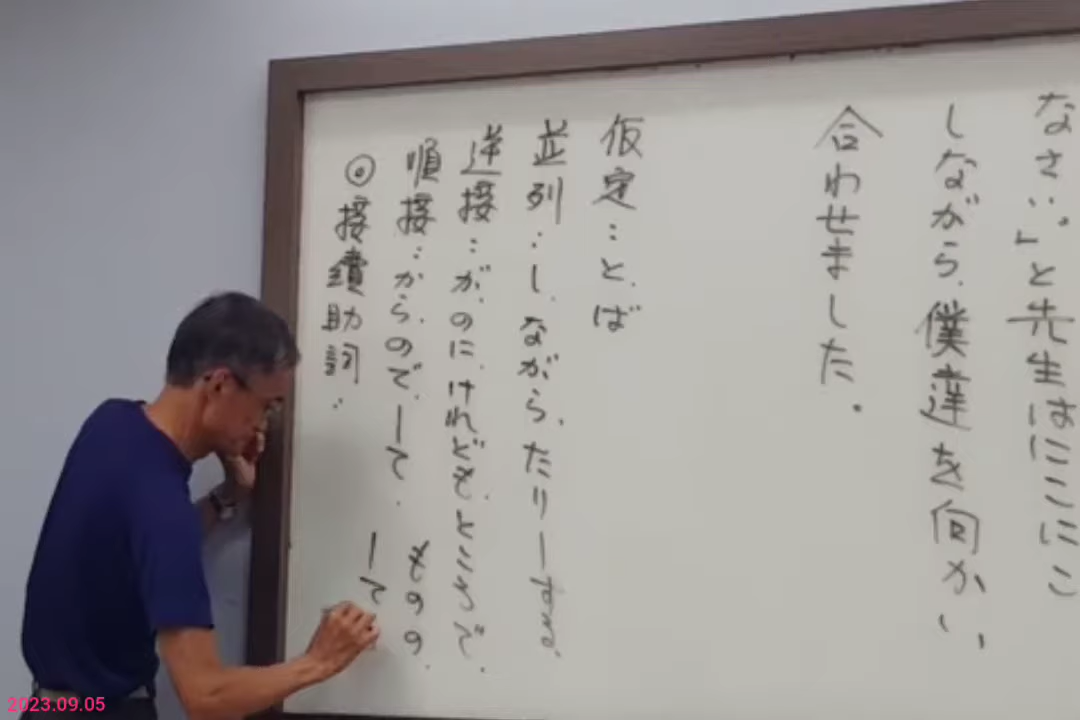 なさい。」と先生はにこにこ
しながら、僕達を向かい
合わせました。
仮定…と、ば
並列…し、ながら、たりーする。
逆接…が、のに、けれども、ところで、
ものの、
ーて
順接…から、ので、ーて、
◎接續助詞：
2023.09.05